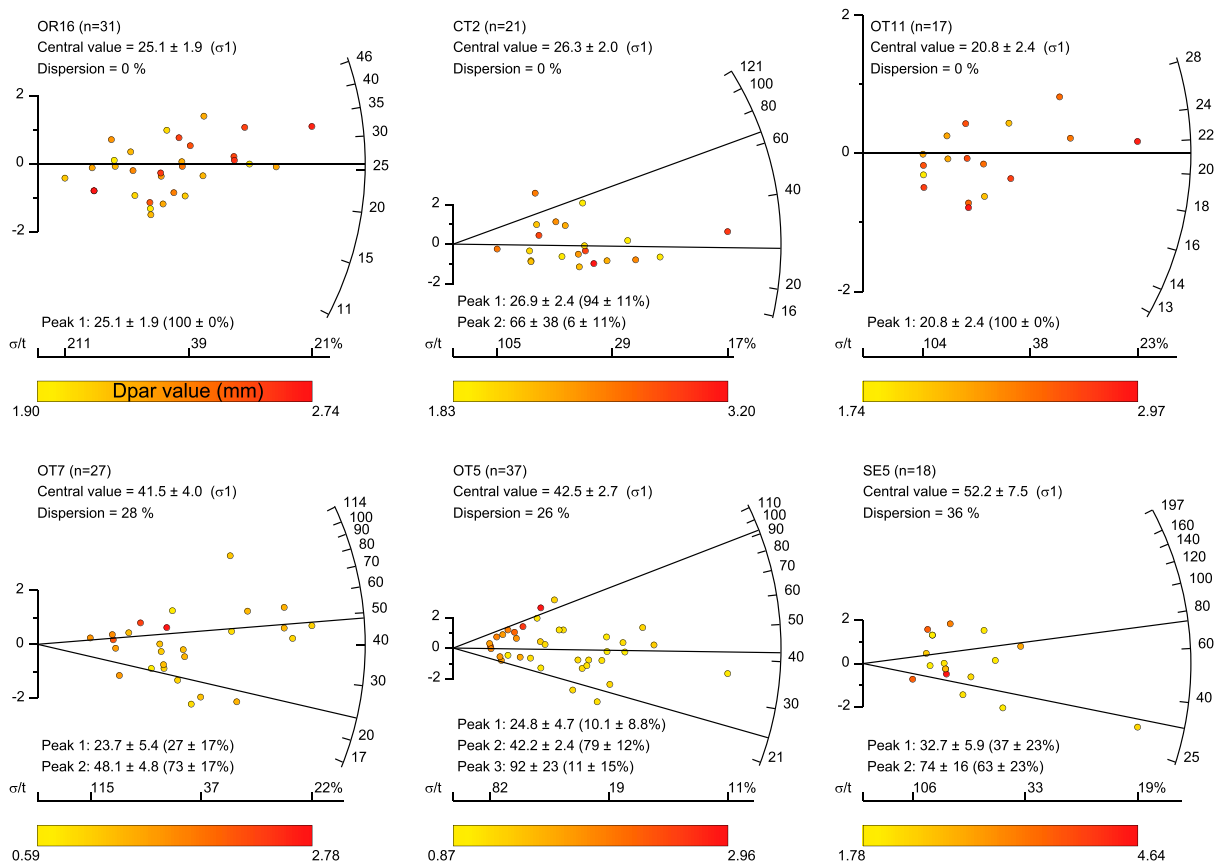 OR16 (n=31)
Central value = 25.1 ± 1.9 (σ1)
Dispersion = 0 %
2
0
-2
46
40
35
30
25
20
15
11
Peak 1: 25.1 ± 1.9 (100 ± 0%)
σ/t
211
39
21%
Dpar value (mm)
1.90
2.74
CT2 (n=21)
Central value = 26.3 ± 2.0 (σ1)
Dispersion = 0 %
2
0
-2
121
100
80
60
40
20
16
Peak 1: 26.9 ± 2.4 (94 ± 11%)
Peak 2: 66 ± 38 (6 ± 11%)
σ/t
105
29
17%
1.83
3.20
OT11 (n=17)
Central value = 20.8 ± 2.4 (σ1)
Dispersion = 0 %
2
0
-2
28
24
22
20
18
16
14
13
Peak 1: 20.8 ± 2.4 (100 ± 0%)
σ/t
104
38
23%
1.74
2.97
OT7 (n=27)
Central value = 41.5 ± 4.0 (σ1)
Dispersion = 28 %
2
0
-2
114
100
90
80
70
60
50
40
30
20
17
Peak 1: 23.7 ± 5.4 (27 ± 17%)
Peak 2: 48.1 ± 4.8 (73 ± 17%)
σ/t
115
37
22%
0.59
2.78
OT5 (n=37)
Central value = 42.5 ± 2.7 (σ1)
Dispersion = 26 %
2
0
-2
110
100
90
80
70
60
50
40
30
21
Peak 1: 24.8 ± 4.7 (10.1 ± 8.8%)
Peak 2: 42.2 ± 2.4 (79 ± 12%)
Peak 3: 92 ± 23 (11 ± 15%)
σ/t
82
19
11%
0.87
2.96
SE5 (n=18)
Central value = 52.2 ± 7.5 (σ1)
Dispersion = 36 %
2
0
-2
197
160
140
120
100
80
60
40
25
Peak 1: 32.7 ± 5.9 (37 ± 23%)
Peak 2: 74 ± 16 (63 ± 23%)
σ/t
106
33
19%
1.78
4.64